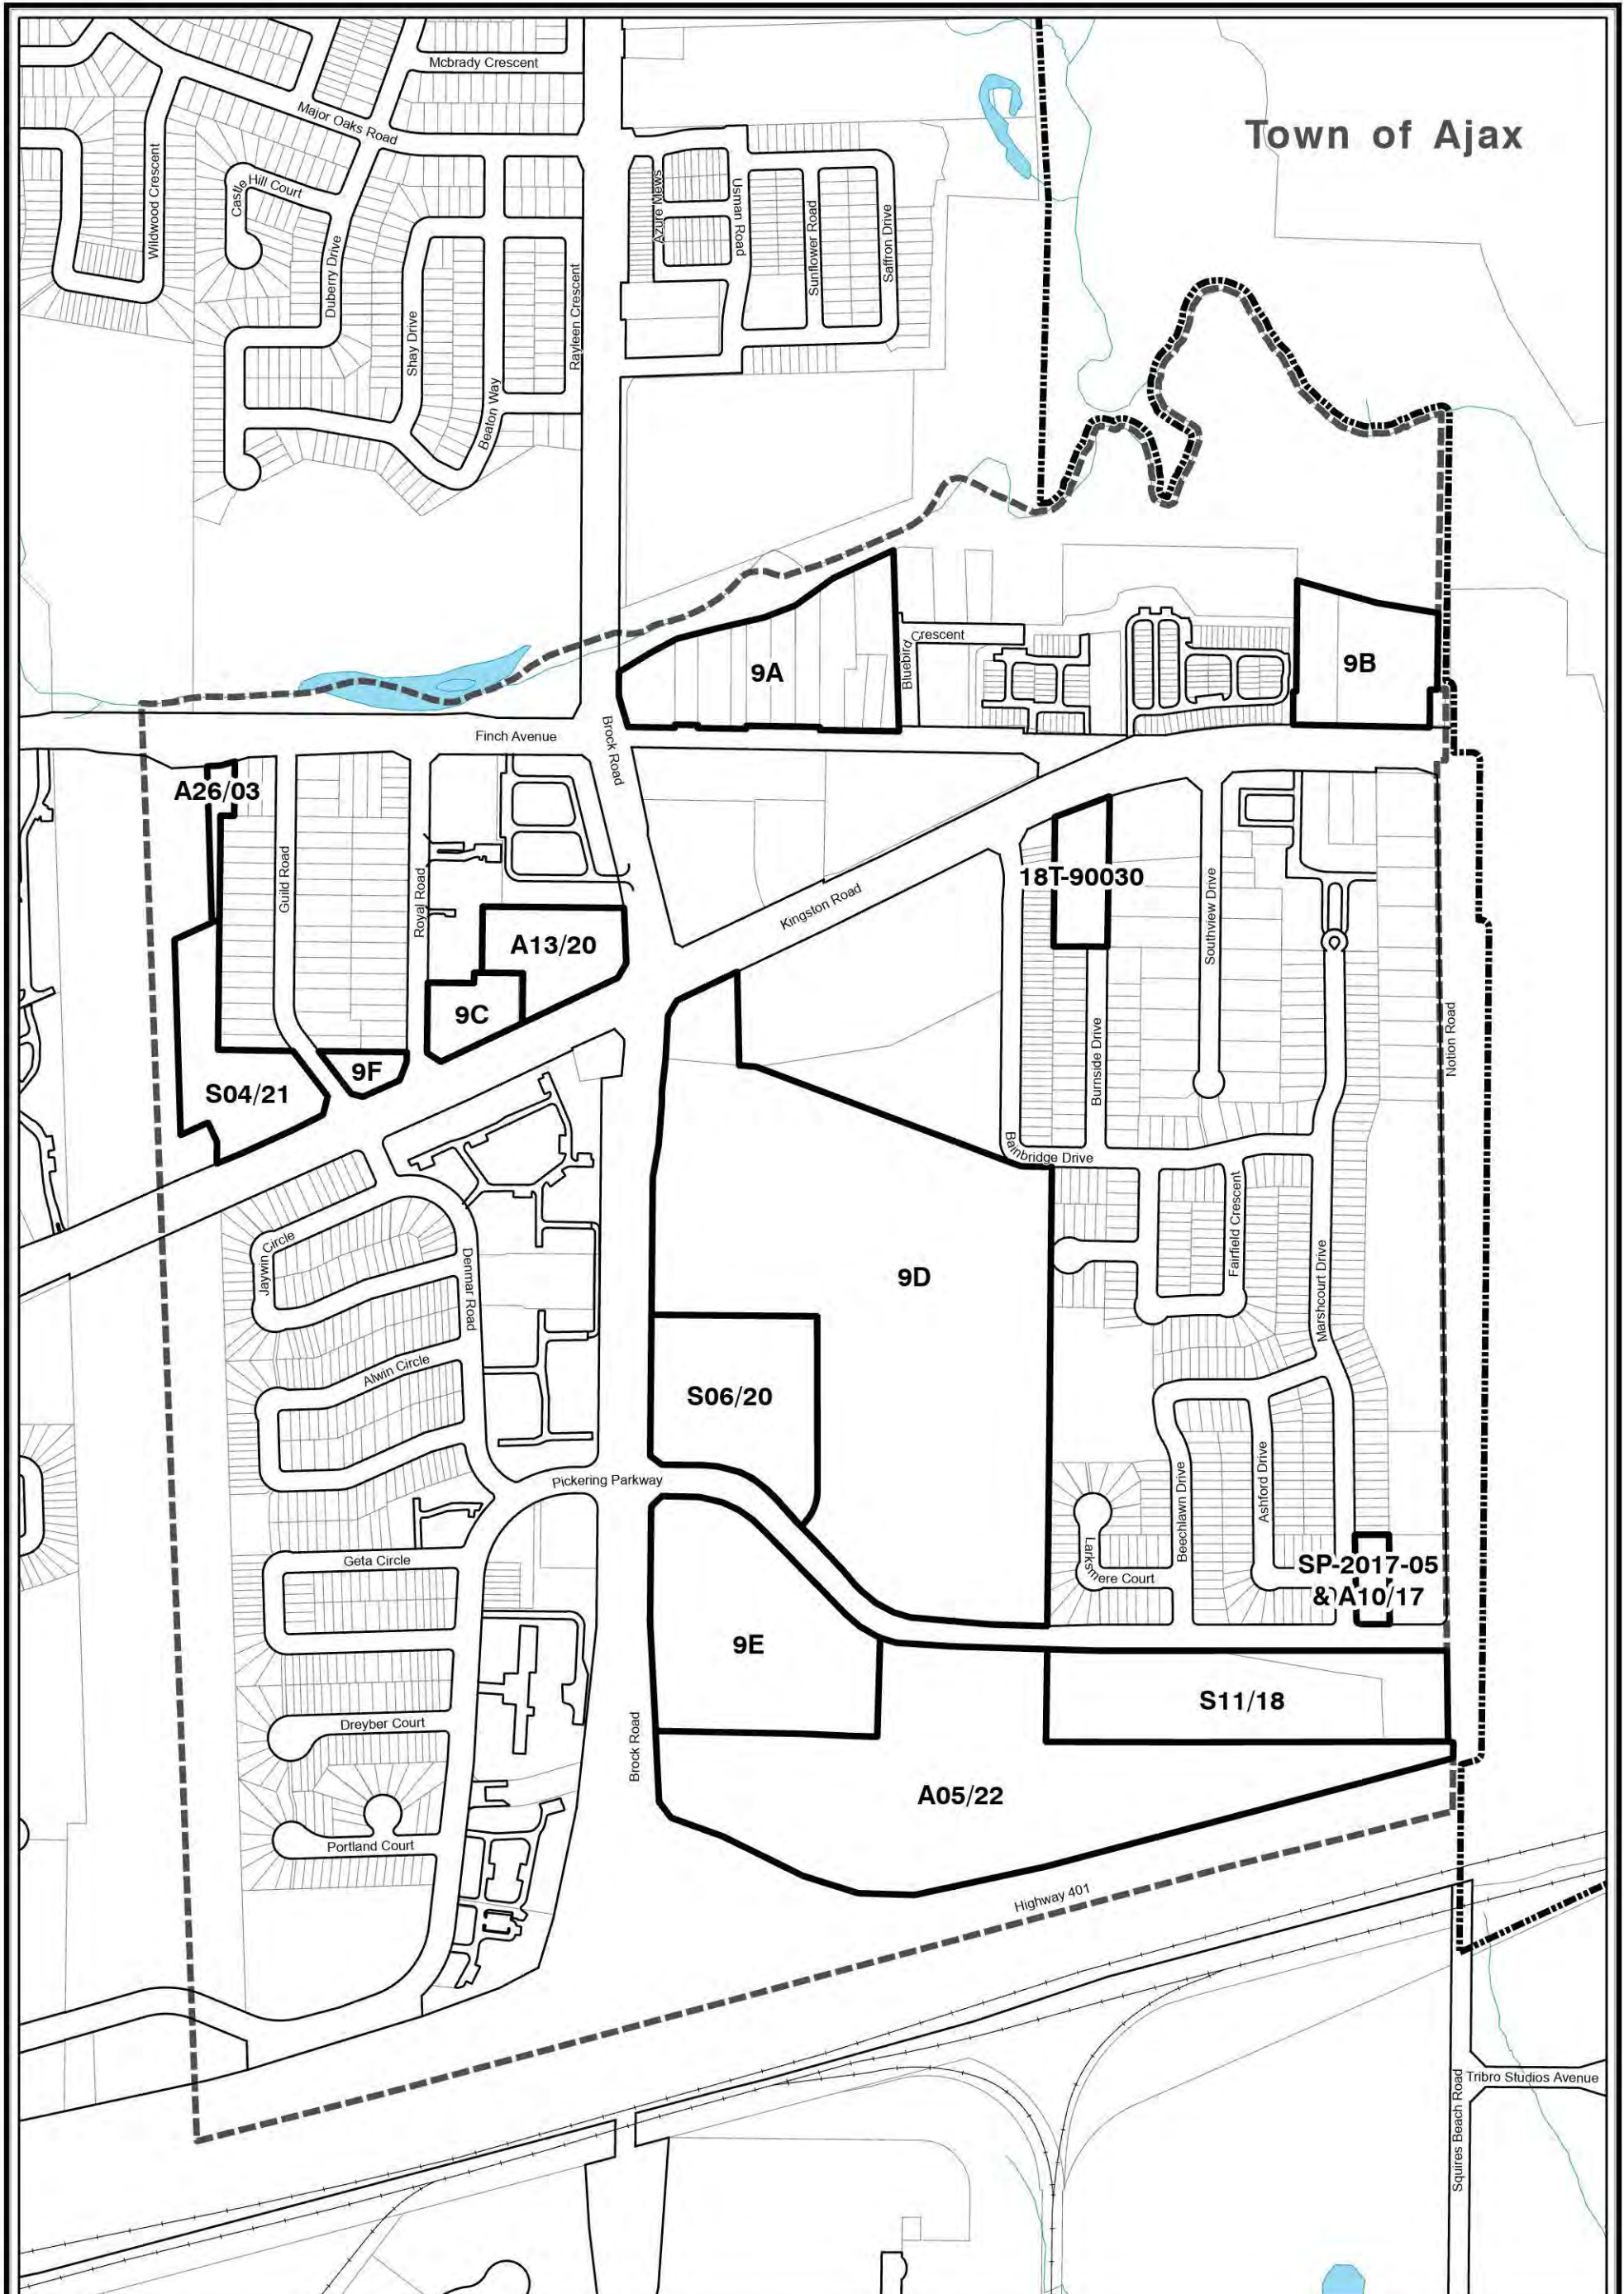 Mcbrady Crescent
Major Oaks Road
Town of Ajax
Wildwood Crescent
Castle Hill Court
Azure Mews
Usman Road
Sunflower Road
Saffron Drive
Duberry Drive
Shay Drive
Rayleen Crescent
Beaton Way
Bluebird Crescent
9A
9B
Finch Avenue
Brock Road
A26/03
Guild Road
Royal Road
18T-90030
Kingston Road
Southview Drive
A13/20
9C
Notion Road
Burnside Drive
9F
S04/21
Bainbridge Drive
Fairfield Crescent
Jaywin Circle
Denmar Road
9D
Marshcourt Drive
Alwin Circle
S06/20
Pickering Parkway
Beechlawn Drive
Ashford Drive
Larksmere Court
Geta Circle
SP-2017-05
& A10/17
9E
S11/18
Dreyber Court
Brock Road
A05/22
Portland Court
Highway 401
Squires Beach Road
Tribro Studios Avenue